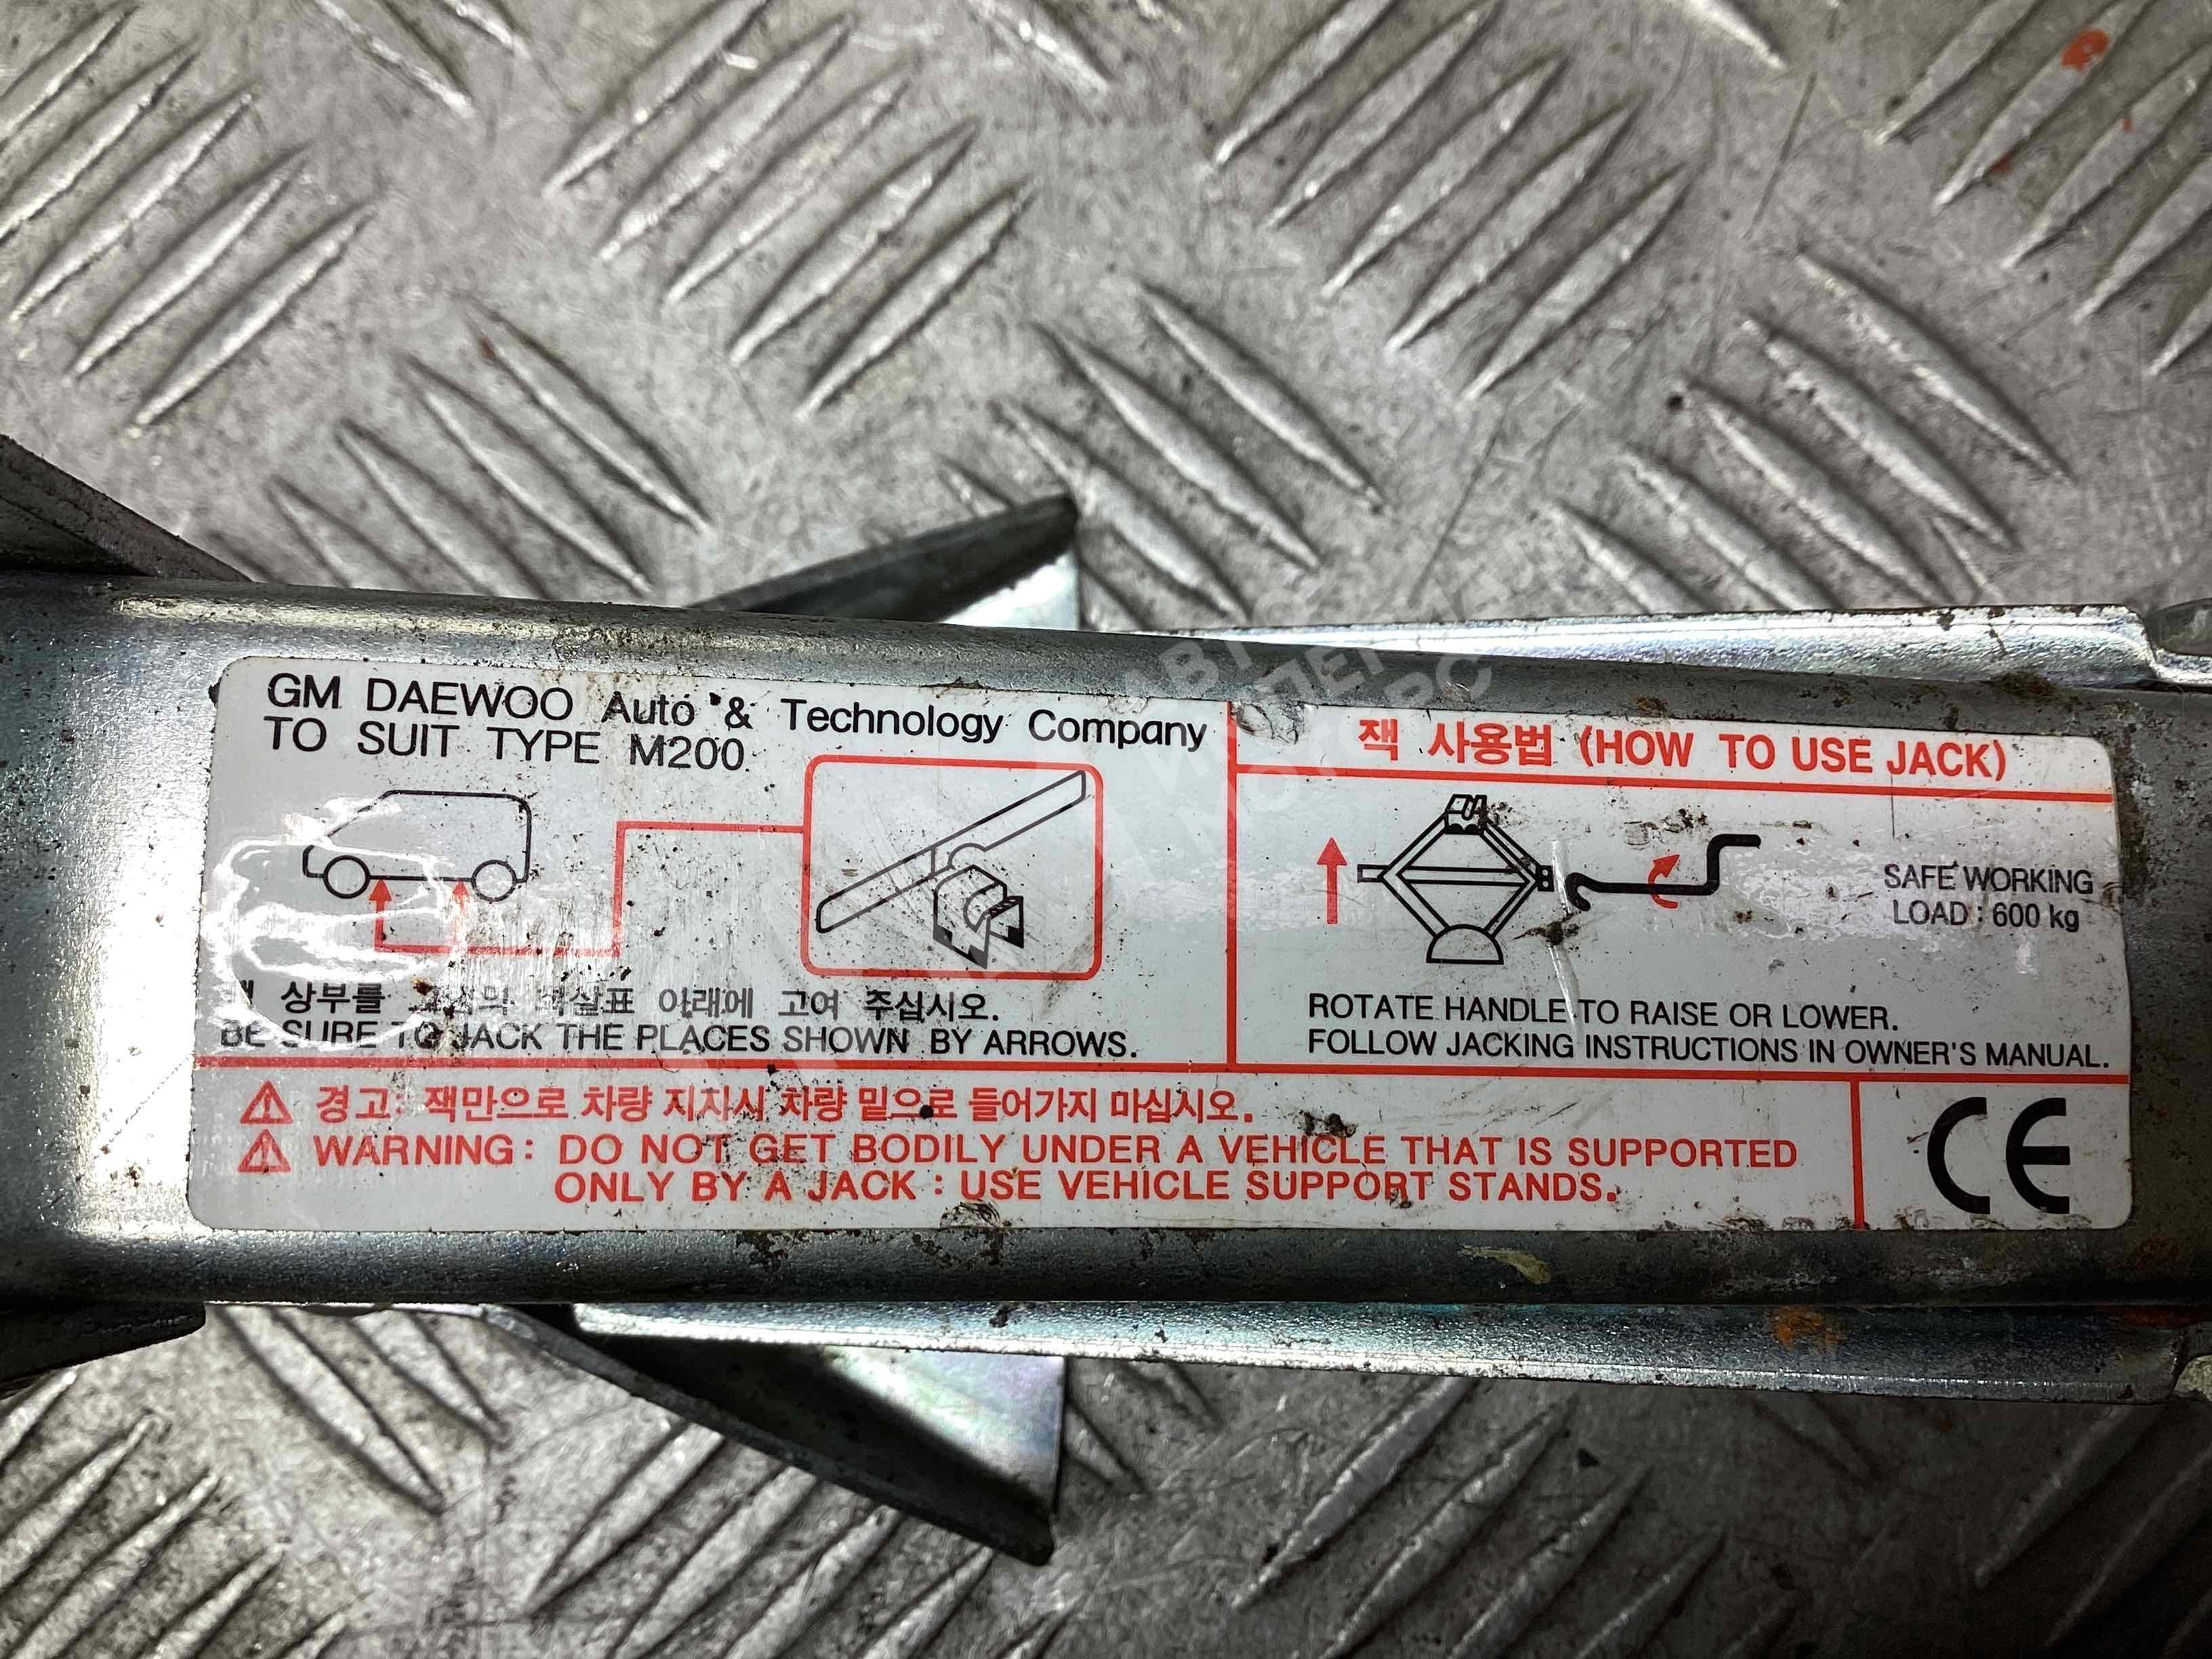 GM DAEWOO Auto & Technology Company
TO SUIT TYPE M200
상부를 아래에 고여 주십시오.
BE SURE TO JACK THE PLACES SHOWN BY ARROWS.
잭 사용법 (HOW TO USE JACK)
SAFE WORKING
LOAD : 600 kg
ROTATE HANDLE TO RAISE OR LOWER.
FOLLOW JACKING INSTRUCTIONS IN OWNER'S MANUAL.
경고: 잭만으로 차량 지지시 차량 밑으로 들어가지 마십시오.
WARNING : DO NOT GET BODILY UNDER A VEHICLE THAT IS SUPPORTED
ONLY BY A JACK : USE VEHICLE SUPPORT STANDS.
CE